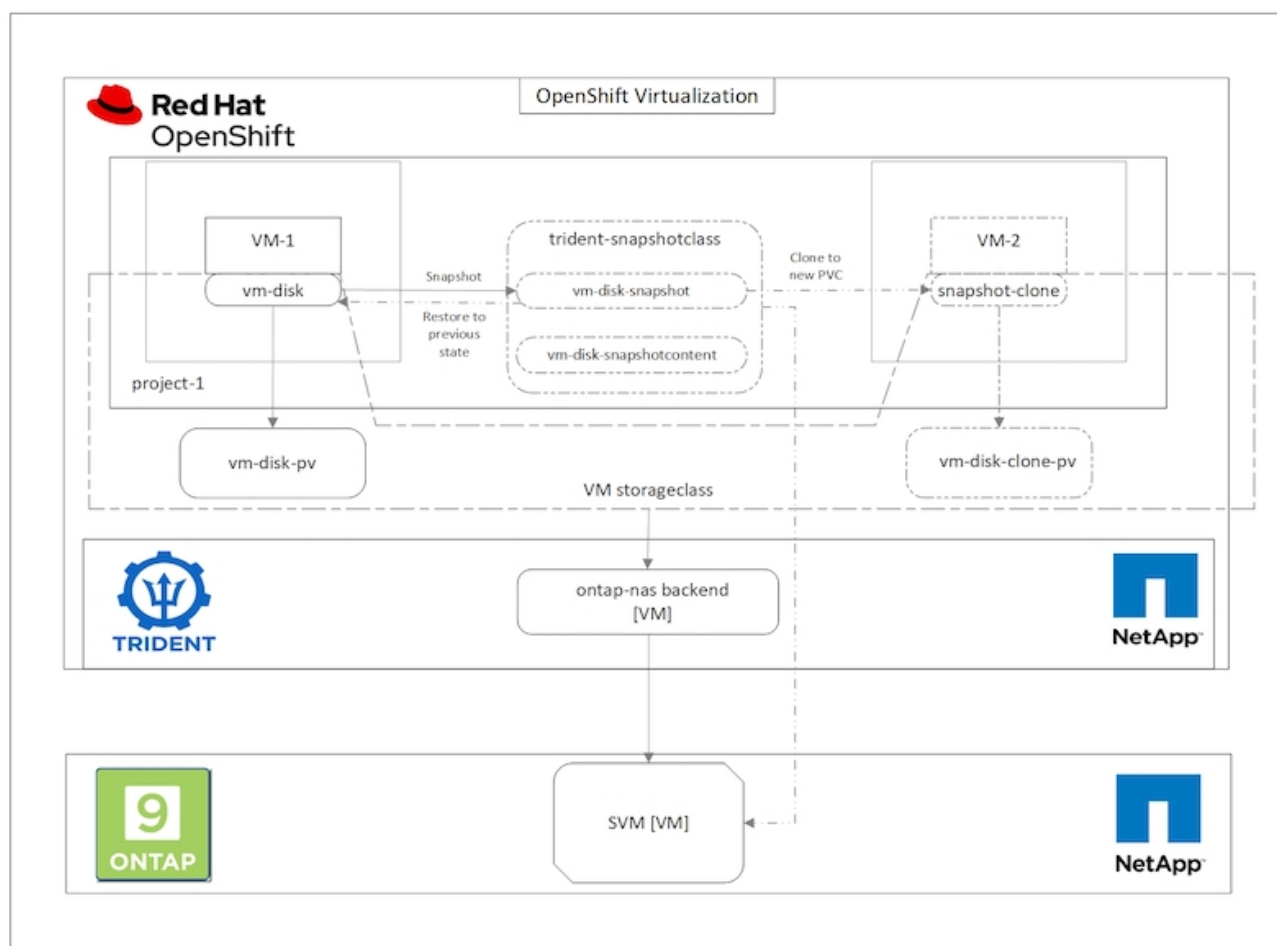 OpenShift Virtualization
Red Hat
OpenShift
VM-1
trident-snapshotclass
VM-2
Clone to
new PVC
Snapshot
vm-disk
vm-disk-snapshot
snapshot-clone
Restore to
previous
state
vm-disk-snapshotcontent
project-1
vm-disk-pv
vm-disk-clone-pv
VM storageclass
ontap-nas backend
[VM]
TRIDENT
NetApp
SVM [VM]
9
ONTAP
NetApp